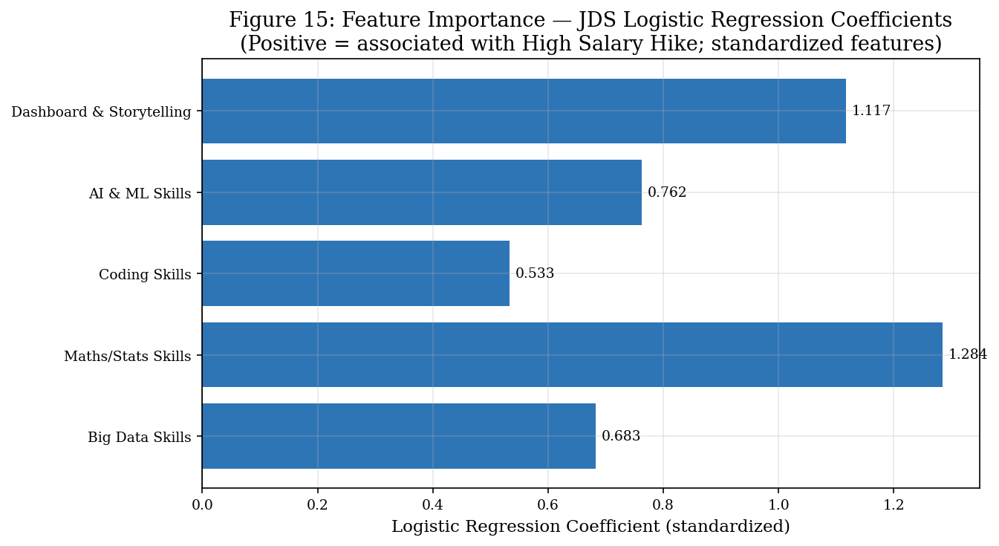 Figure 15: Feature Importance — JDS Logistic Regression Coefficients
(Positive = associated with High Salary Hike; standardized features)
Dashboard & Storytelling
1.117
AI & ML Skills
0.762
Coding Skills
0.533
Maths/Stats Skills
1.284
Big Data Skills
0.683
0.0 0.2 0.4 0.6 0.8 1.0 1.2
Logistic Regression Coefficient (standardized)